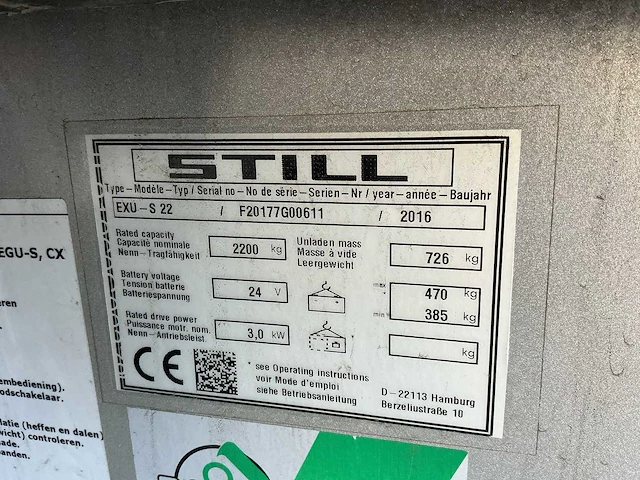 STILL
Type – Modèle – Typ / Serial no – No de série – Serien – Nr / year – année – Baujahr
EXU – S 22 / F20177G00611 / 2016
Rated capacity
Capacité nominale
Nenn – Tragfähigkeit
2200 kg
Unladen mass
Masse à vide
Leergewicht
726 kg
Battery voltage
Tension batterie
Batteriespannung
24 V
max 470 kg
min 385 kg
Rated drive power
Puissance motr. nom.
Nenn – Antriebsleist.
3,0 kW
kg
CE
* see Operating instructions
voir Mode d'emploi
siehe Betriebsanleitung
D – 22113 Hamburg
Berzeliustraße 10
EGU-S, CX
eren
embediening).
odschakelaar.
atie (heffen en dalen)
wicht) controleren.
ade.
anden.